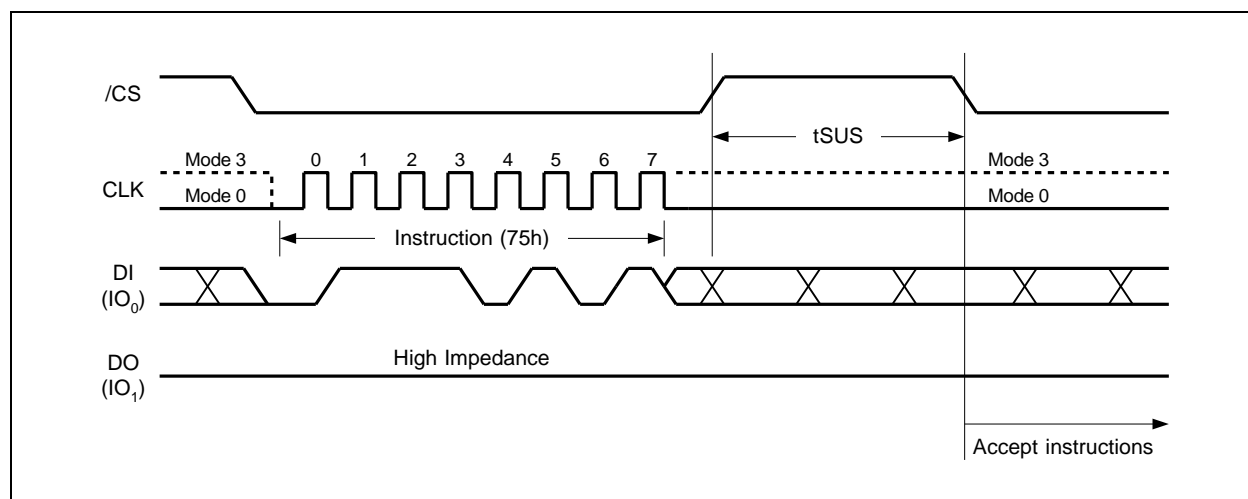 /CS
tSUS
Mode 3
0 1 2 3 4 5 6 7
Mode 3
CLK
Mode 0
Mode 0
Instruction (75h)
DI
(IO₀)
High Impedance
DO
(IO₁)
Accept instructions